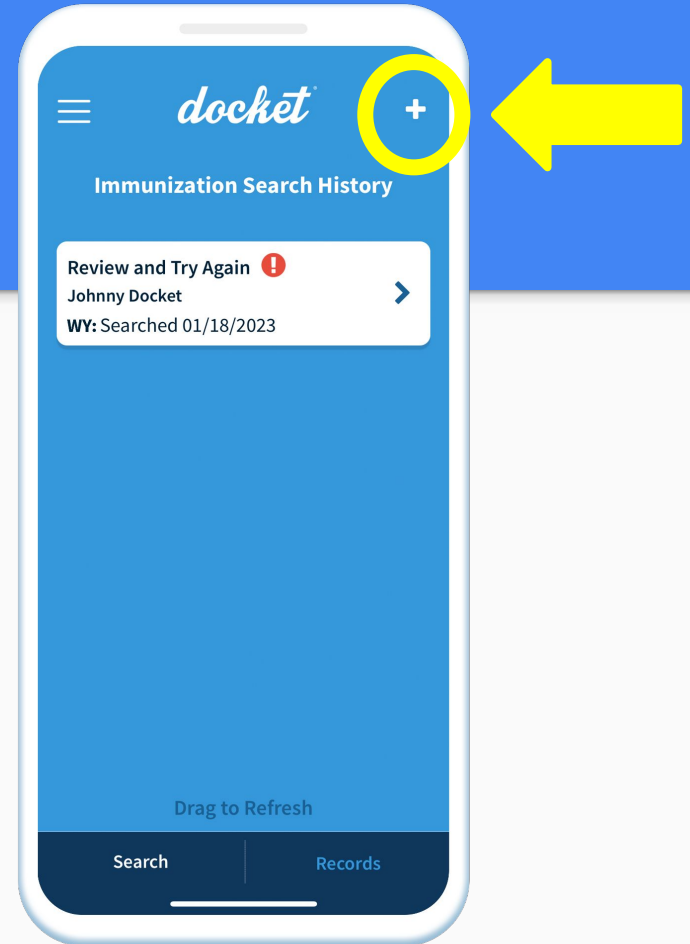 docket
Immunization Search History
Review and Try Again
Johnny Docket
WY: Searched 01/18/2023
Drag to Refresh
Search
Records